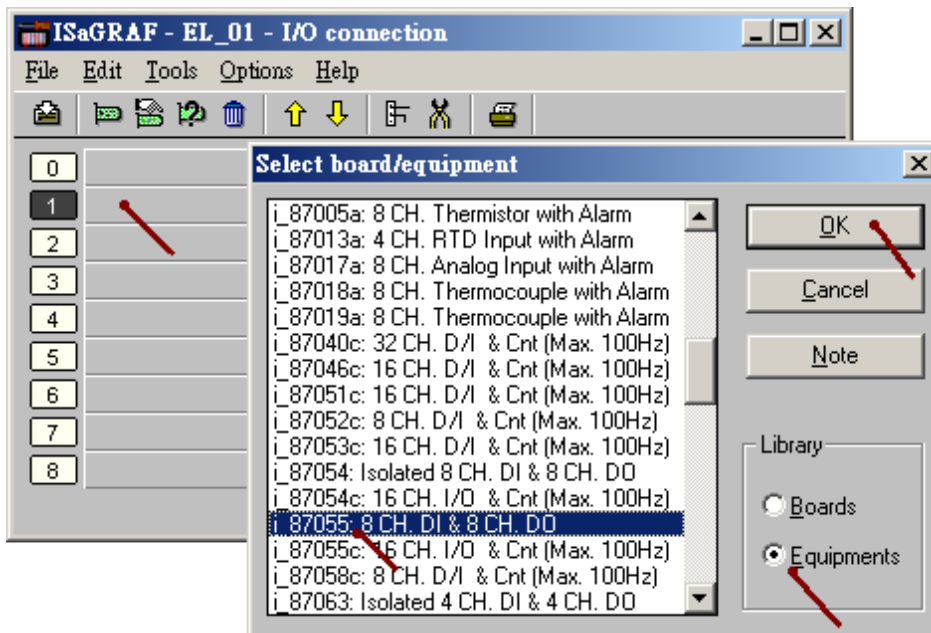 ISaGRAF - EL_01 - I/O connection
File Edit Tools Options Help
0
1
2
3
4
5
6
7
8
Select board/equipment
i_87005a: 8 CH. Thermistor with Alarm
i_87013a: 4 CH. RTD Input with Alarm
i_87017a: 8 CH. Analog Input with Alarm
i_87018a: 8 CH. Thermocouple with Alarm
i_87019a: 8 CH. Thermocouple with Alarm
i_87040c: 32 CH. D/I & Cnt (Max. 100Hz)
i_87046c: 16 CH. D/I & Cnt (Max. 100Hz)
i_87051c: 16 CH. D/I & Cnt (Max. 100Hz)
i_87052c: 8 CH. D/I & Cnt (Max. 100Hz)
i_87053c: 16 CH. D/I & Cnt (Max. 100Hz)
i_87054: Isolated 8 CH. DI & 8 CH. DO
i_87054c: 16 CH. I/O & Cnt (Max. 100Hz)
i_87055: 8 CH. DI & 8 CH. DO
i_87055c: 16 CH. I/O & Cnt (Max. 100Hz)
i_87058c: 8 CH. D/I & Cnt (Max. 100Hz)
i_87063: Isolated 4 CH. DI & 4 CH. DO
OK
Cancel
Note
Library
Boards
Equipments